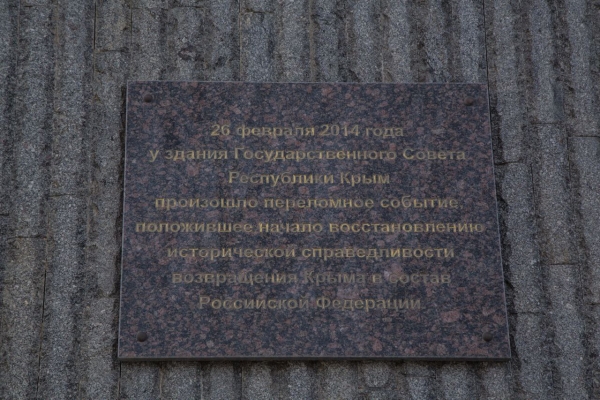 26 февраля 2014 года
у здания Государственного Совета
Республики Крым
произошло переломное событие,
положившее начало восстановлению
исторической справедливости
возвращения Крыма в состав
Российской Федерации